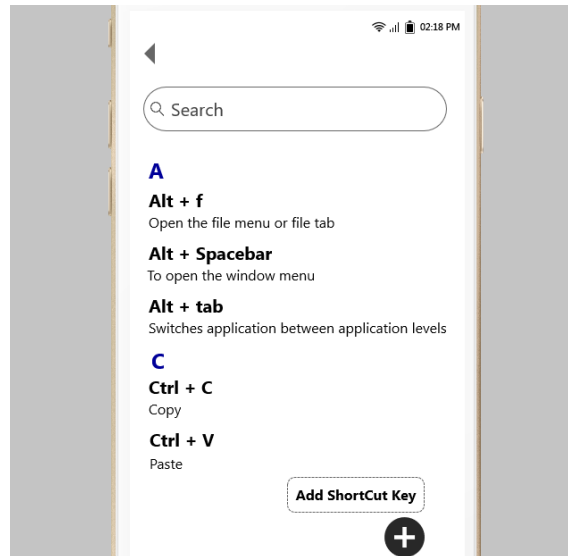 02:18 PM
Search
A
Alt + f
Open the file menu or file tab
Alt + Spacebar
To open the window menu
Alt + tab
Switches application between application levels
C
Ctrl + C
Copy
Ctrl + V
Paste
Add ShortCut Key